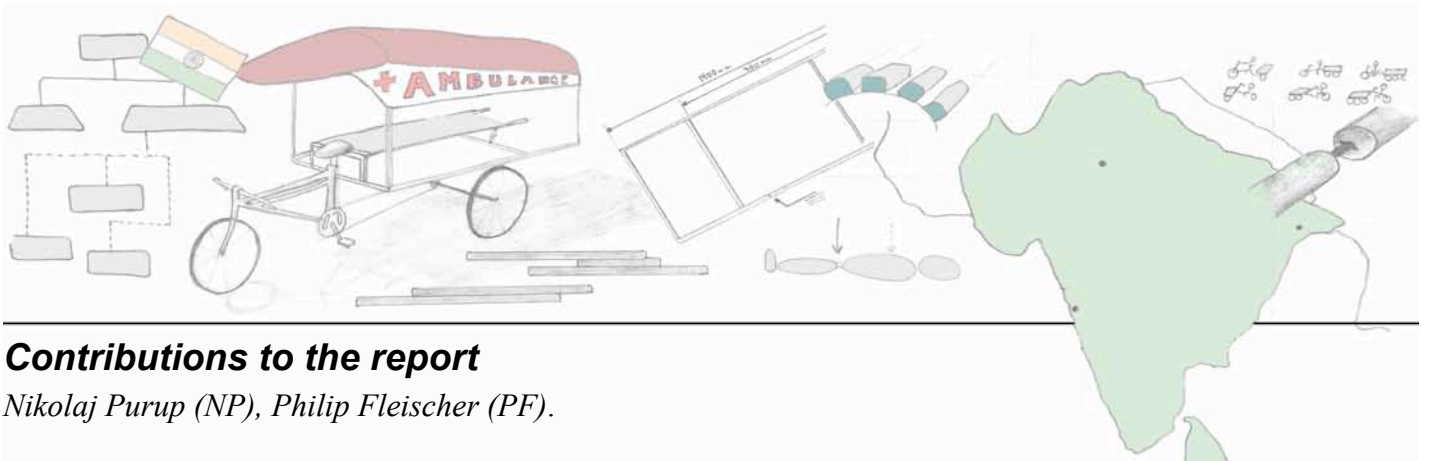 +AMBULANCE
Contributions to the report
Nikolaj Purup (NP), Philip Fleischer (PF).